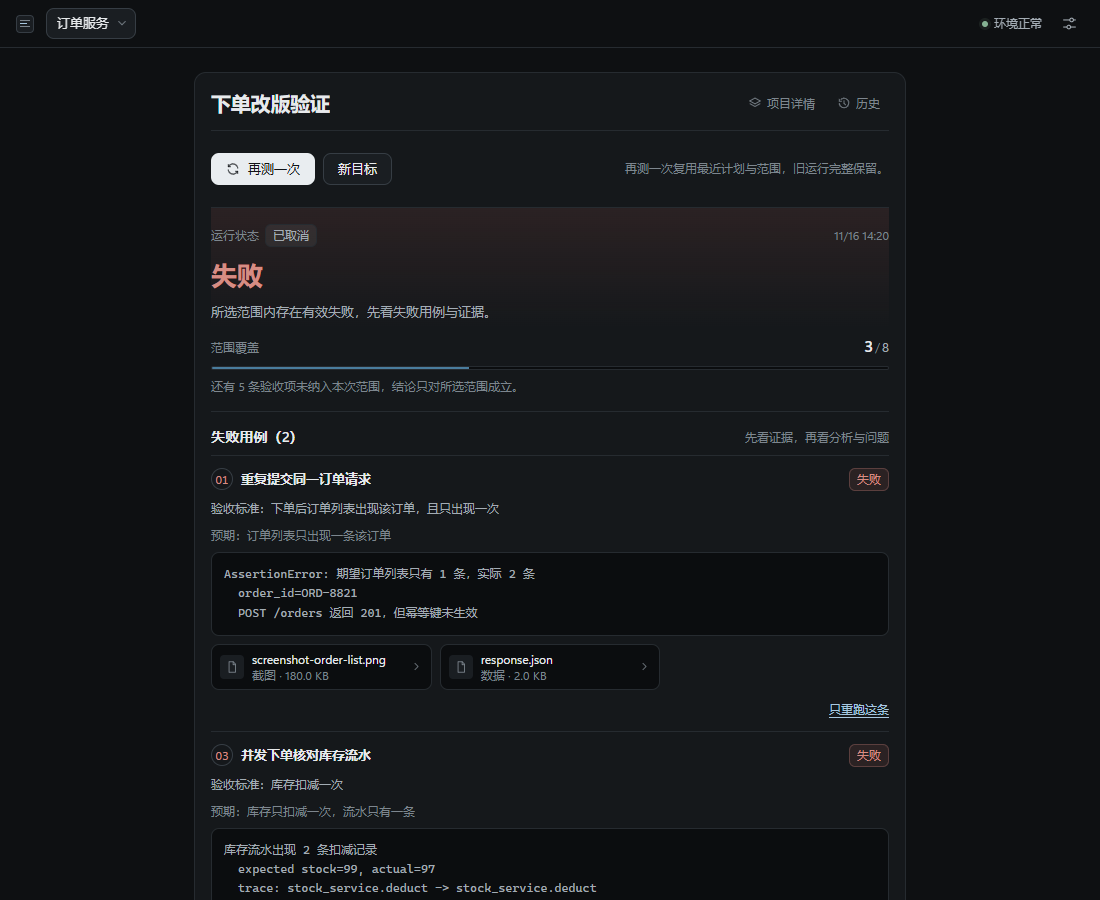 订单服务
环境正常
下单改版验证
项目详情
历史
再测一次
新目标
再测一次复用最近计划与范围，旧运行完整保留。
运行状态 已取消
11/16 14:20
失败
所选范围内存在有效失败，先看失败用例与证据。
范围覆盖
3 / 8
还有 5 条验收项未纳入本次范围，结论只对所选范围成立。
失败用例（2）
先看证据，再看分析与问题
01 重复提交同一订单请求
失败
验收标准：下单后订单列表出现该订单，且只出现一次
预期：订单列表只出现一条该订单
AssertionError: 期望订单列表只有 1 条，实际 2 条
order_id=ORD-8821
POST /orders 返回 201，但幂等键未生效
screenshot-order-list.png
截图 · 180.0 KB
response.json
数据 · 2.0 KB
只重跑这条
03 并发下单核对库存流水
失败
验收标准：库存扣减一次
预期：库存只扣减一次，流水只有一条
库存流水出现 2 条扣减记录
expected stock=99, actual=97
trace: stock_service.deduct -> stock_service.deduct